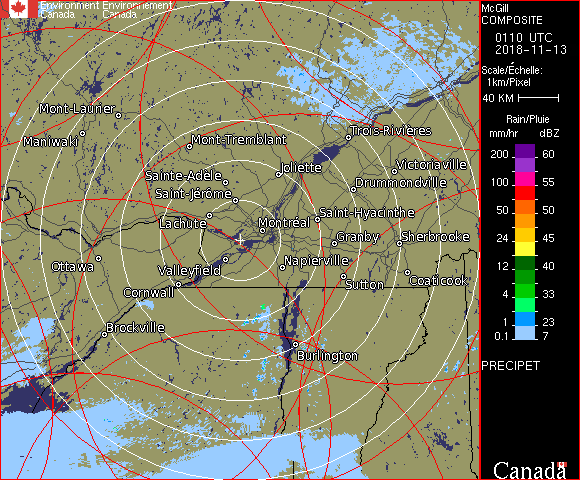 Environment Environnement
Canada Canada
McGill
COMPOSITE
0110 UTC
2018-11-13
Scale/Échelle:
1km/Pixel
40 KM
Rain/Pluie
mm/hr dBZ
200 60
150 57
100 55
50 50
24 45
12 40
4 33
1 23
0.1 7
PRECIPET
Mont-Laurier
Maniwaki
Mont-Tremblant
Trois-Rivières
Sainte-Adèle
Joliette
Victoriaville
Saint-Jérôme
Drummondville
Lachute
Montréal
Saint-Hyacinthe
Granby
Sherbrooke
Ottawa
Valleyfield
Napierville
Cornwall
Sutton
Coaticook
Brockville
Burlington
Canada